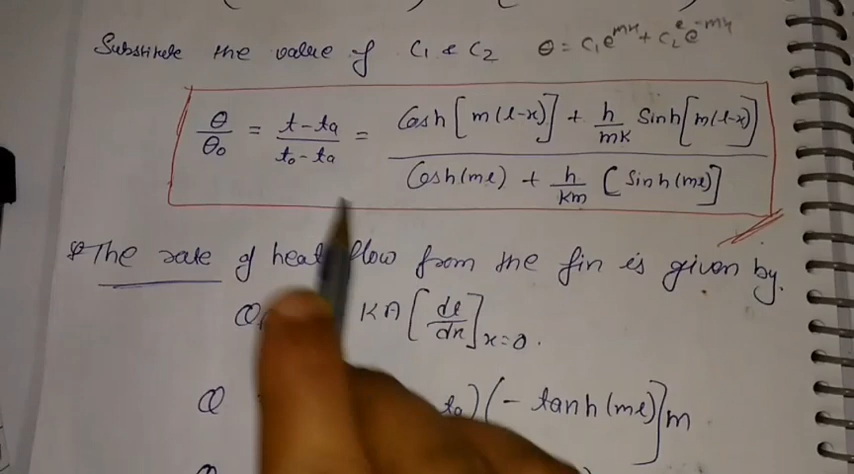 Substitute the value of C₁ & C₂ θ = C₁e^{mx} + C₂e^{-mx}
θ/θ₀ = (t - ta)/(t₀ - ta) = (Cosh[m(l-x)] + h/mk Sinh[m(l-x)])/(Cosh(ml) + h/km [Sinh(ml)])
* The rate of heat flow from the fin is given by.
KA[dt/dx]x=0.
Q t₀)(- tanh(ml)]m